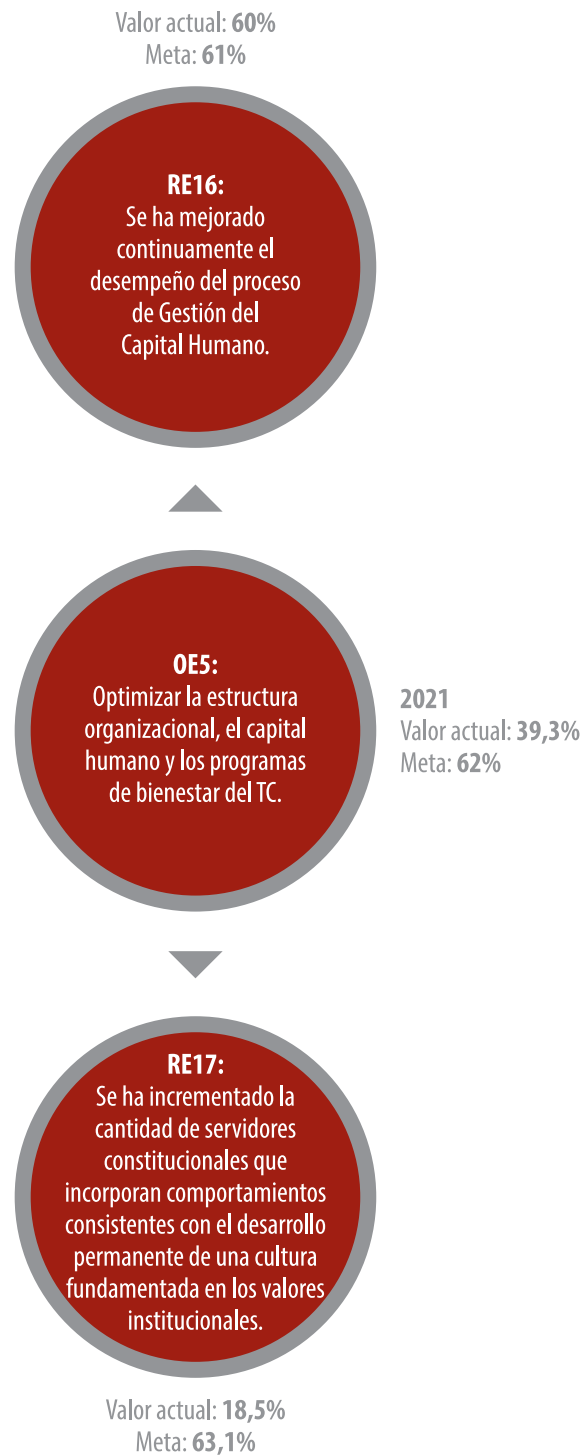 Valor actual: 60%
Meta: 61%
RE16:
Se ha mejorado
continuamente el
desempeño del proceso
de Gestión del
Capital Humano.
OE5:
Optimizar la estructura
organizacional, el capital
humano y los programas
de bienestar del TC.
2021
Valor actual: 39,3%
Meta: 62%
RE17:
Se ha incrementado la
cantidad de servidores
constitucionales que
incorporan comportamientos
consistentes con el desarrollo
permanente de una cultura
fundamentada en los valores
institucionales.
Valor actual: 18,5%
Meta: 63,1%